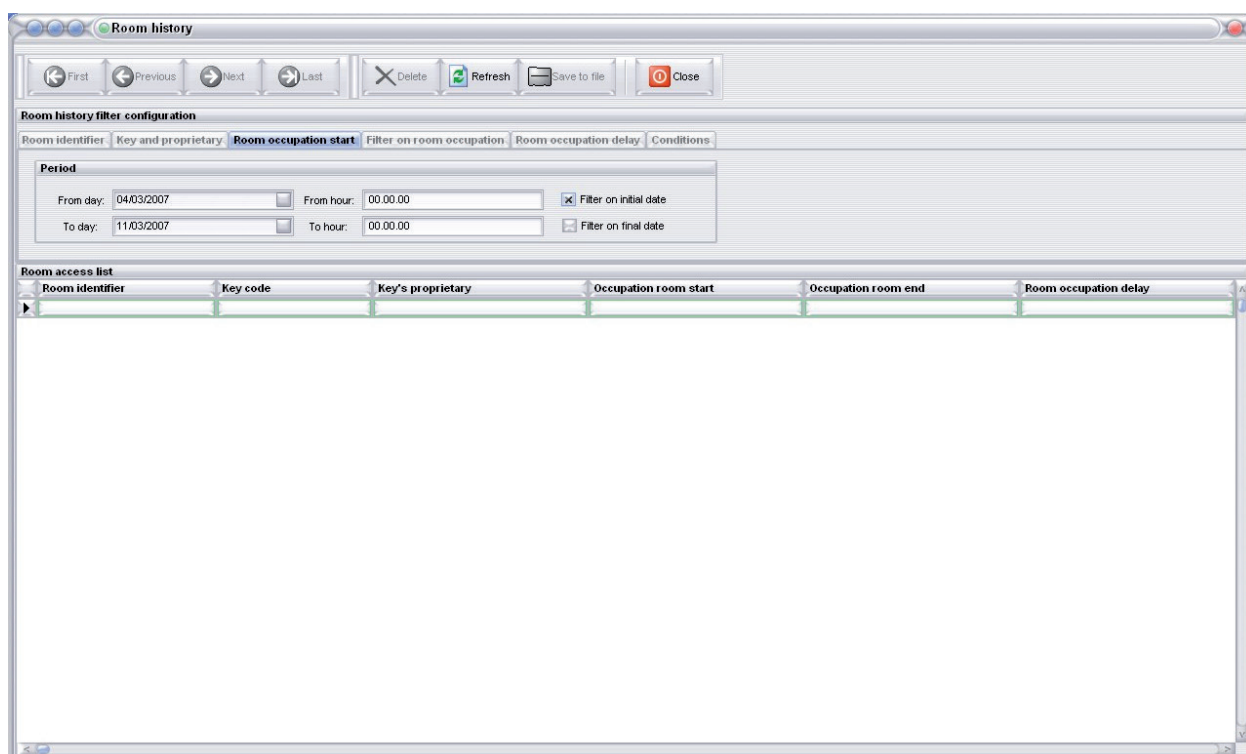 Room history
First Previous Next Last Delete Refresh Save to file Close
Room history filter configuration
Room identifier Key and proprietary Room occupation start Filter on room occupation Room occupation delay Conditions
Period
From day: 04/03/2007 From hour: 00.00.00 Filter on initial date
To day: 11/03/2007 To hour: 00.00.00 Filter on final date
Room access list
Room identifier Key code Key's proprietary Occupation room start Occupation room end Room occupation delay